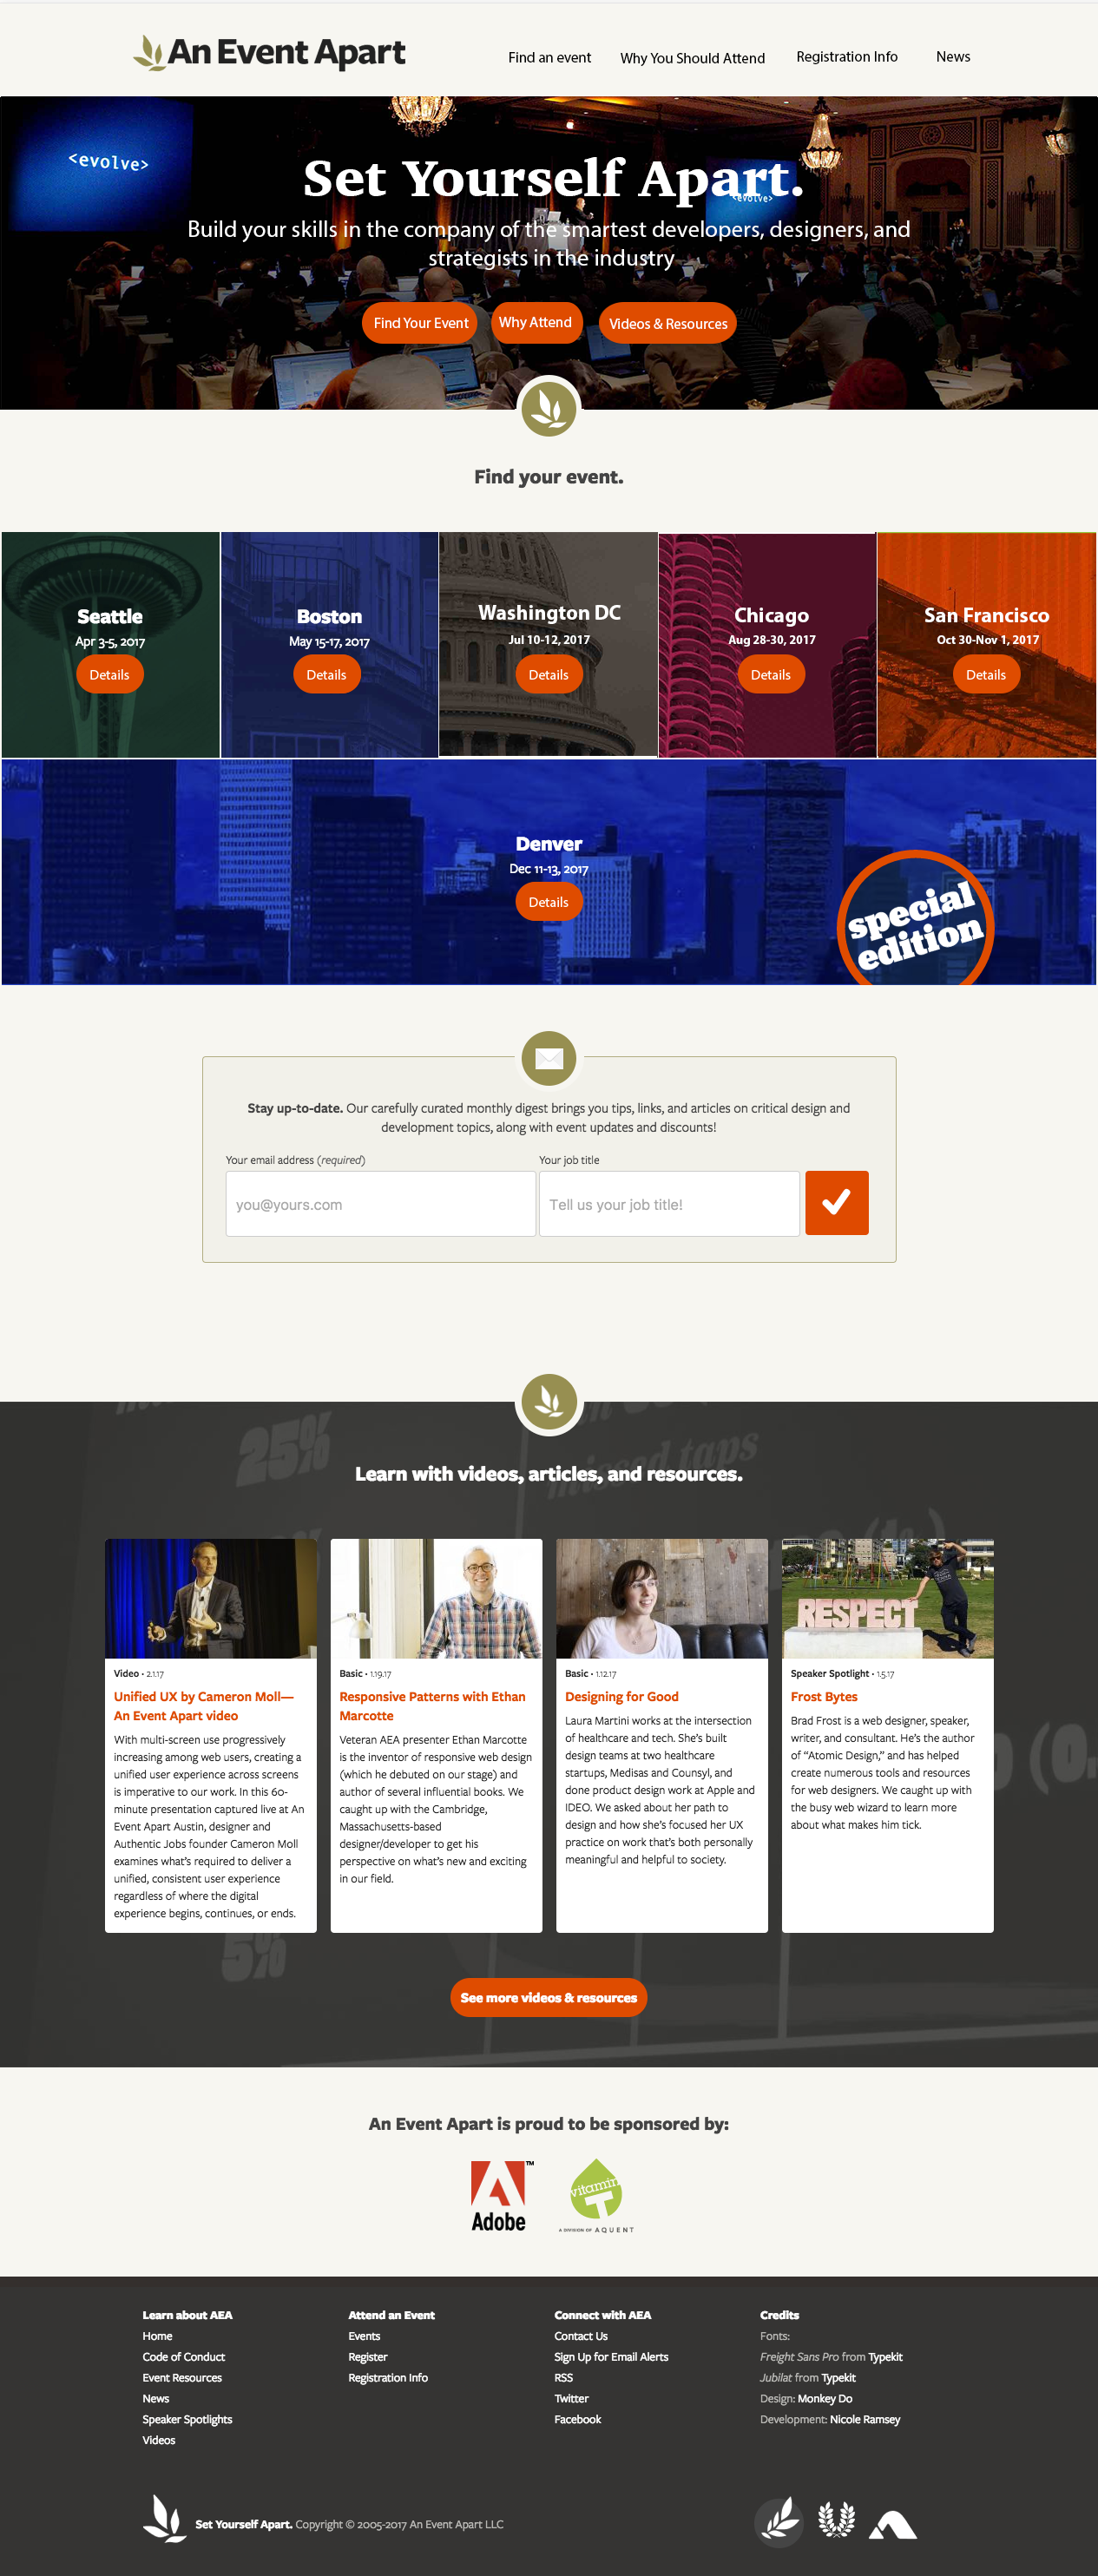 An Event Apart
Find an event
Why You Should Attend
Registration Info
News
<evolve>
<evolve>
Set Yourself Apart.
Build your skills in the company of the smartest developers, designers, and
strategists in the industry
Find Your Event
Why Attend
Videos & Resources
Find your event.
Seattle
Apr 3-5, 2017
Details
Boston
May 15-17, 2017
Details
Washington DC
Jul 10-12, 2017
Details
Chicago
Aug 28-30, 2017
Details
San Francisco
Oct 30-Nov 1, 2017
Details
Denver
Dec 11-13, 2017
Details
special
edition
Stay up-to-date. Our carefully curated monthly digest brings you tips, links, and articles on critical design and
development topics, along with event updates and discounts!
Your email address (required)
you@yours.com
Your job title
Tell us your job title!
25%
missed taps
Learn with videos, articles, and resources.
Video • 2.1.17
Unified UX by Cameron Moll—
An Event Apart video
With multi-screen use progressively
increasing among web users, creating a
unified user experience across screens
is imperative to our work. In this 60-
minute presentation captured live at An
Event Apart Austin, designer and
Authentic Jobs founder Cameron Moll
examines what's required to deliver a
unified, consistent user experience
regardless of where the digital
experience begins, continues, or ends.
Basic • 1.19.17
Responsive Patterns with Ethan
Marcotte
Veteran AEA presenter Ethan Marcotte
is the inventor of responsive web design
(which he debuted on our stage) and
author of several influential books. We
caught up with the Cambridge,
Massachusetts-based
designer/developer to get his
perspective on what's new and exciting
in our field.
Basic • 1.12.17
Designing for Good
Laura Martini works at the intersection
of healthcare and tech. She's built
design teams at two healthcare
startups, Medisas and Counsyl, and
done product design work at Apple and
IDEO. We asked about her path to
design and how she's focused her UX
practice on work that's both personally
meaningful and helpful to society.
RESPECT
Speaker Spotlight • 1.5.17
Frost Bytes
Brad Frost is a web designer, speaker,
writer, and consultant. He's the author
of “Atomic Design,” and has helped
create numerous tools and resources
for web designers. We caught up with
the busy web wizard to learn more
about what makes him tick.
5%
See more videos & resources
An Event Apart is proud to be sponsored by:
Adobe
TM
vitamin
T
A DIVISION OF AQUENT
Learn about AEA
Home
Code of Conduct
Event Resources
News
Speaker Spotlights
Videos
Attend an Event
Events
Register
Registration Info
Connect with AEA
Contact Us
Sign Up for Email Alerts
RSS
Twitter
Facebook
Credits
Fonts:
Freight Sans Pro from Typekit
Jubilat from Typekit
Design: Monkey Do
Development: Nicole Ramsey
Set Yourself Apart. Copyright © 2005-2017 An Event Apart LLC